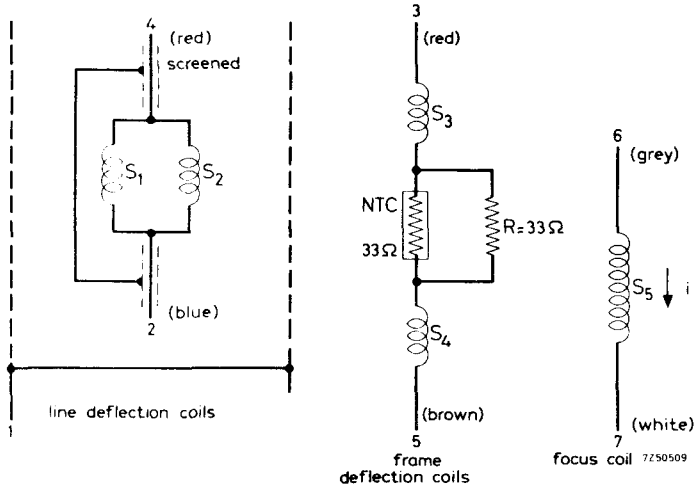 4
(red)
screened
S1
S2
2
(blue)
1
line deflection coils
3
(red)
S3
NTC
33Ω
R=33Ω
S4
(brown)
5
frame
deflection coils
6
(grey)
S5
i
(white)
7
focus coil 7Z50509